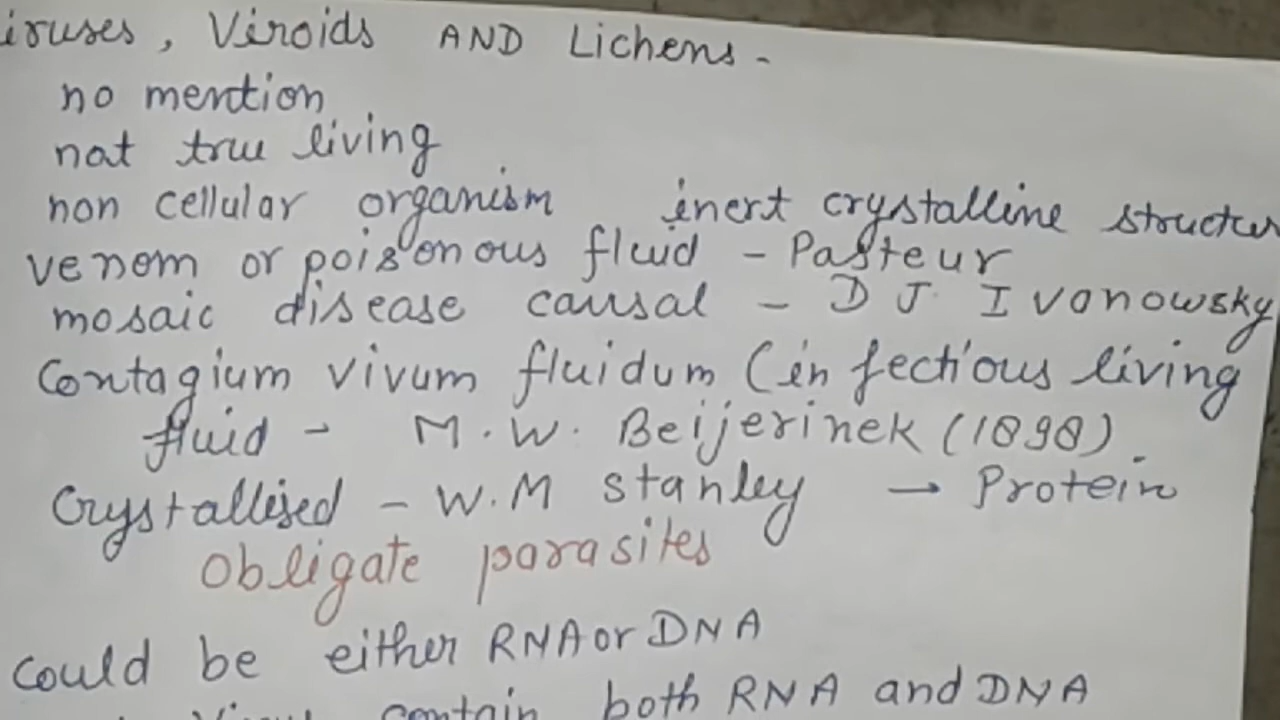 iruses, Viroids AND Lichens -
no mention
nat true living
non cellular organism inert crystalline structur
venom or poisonous fluid - Pasteur
mosaic disease causal - D J. Ivonowsky
Contagium vivum fluidum (infectious living
fluid - M.W. Beijerinek (1898)
Crystallised - W.M stanley → Protein
Obligate parasites
could be either RNA or DNA
contain both RNA and DNA